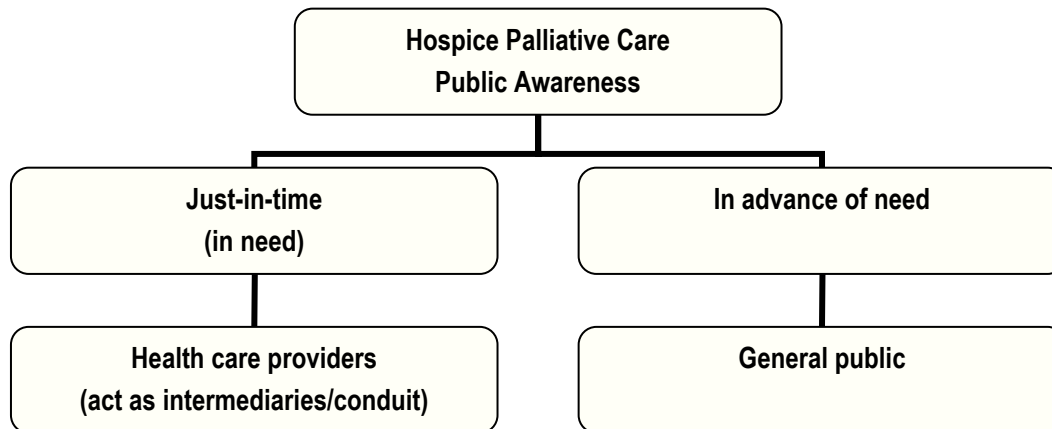 Hospice Palliative Care
Public Awareness
Just-in-time
(in need)
In advance of need
Health care providers
(act as intermediaries/conduit)
General public